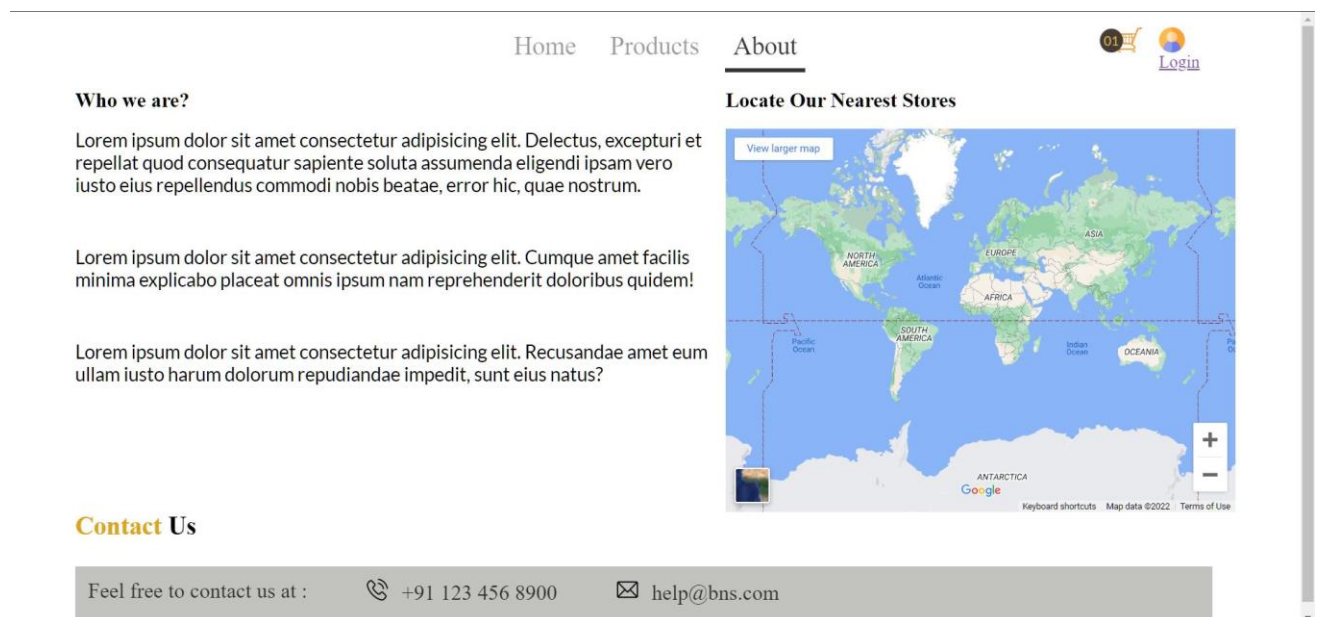 Home Products About
01
Login
Who we are?
Lorem ipsum dolor sit amet consectetur adipisicing elit. Delectus, excepturi et
repellat quod consequatur sapiente soluta assumenda eligendi ipsam vero
iusto eius repellendus commodi nobis beatae, error hic, quae nostrum.
Lorem ipsum dolor sit amet consectetur adipisicing elit. Cumque amet facilis
minima explicabo placeat omnis ipsum nam reprehenderit doloribus quidem!
Lorem ipsum dolor sit amet consectetur adipisicing elit. Recusandae amet eum
ullam iusto harum dolorum repudiandae impedit, sunt eius natus?
Locate Our Nearest Stores
View larger map
ASIA
EUROPE
NORTH
AMERICA
Atlantic
Ocean
AFRICA
SOUTH
AMERICA
Pacific
Ocean
Indian
Ocean
OCEANIA
ANTARCTICA
Google
Keyboard shortcuts Map data ©2022 Terms of Use
Contact Us
Feel free to contact us at : +91 123 456 8900 help@bns.com